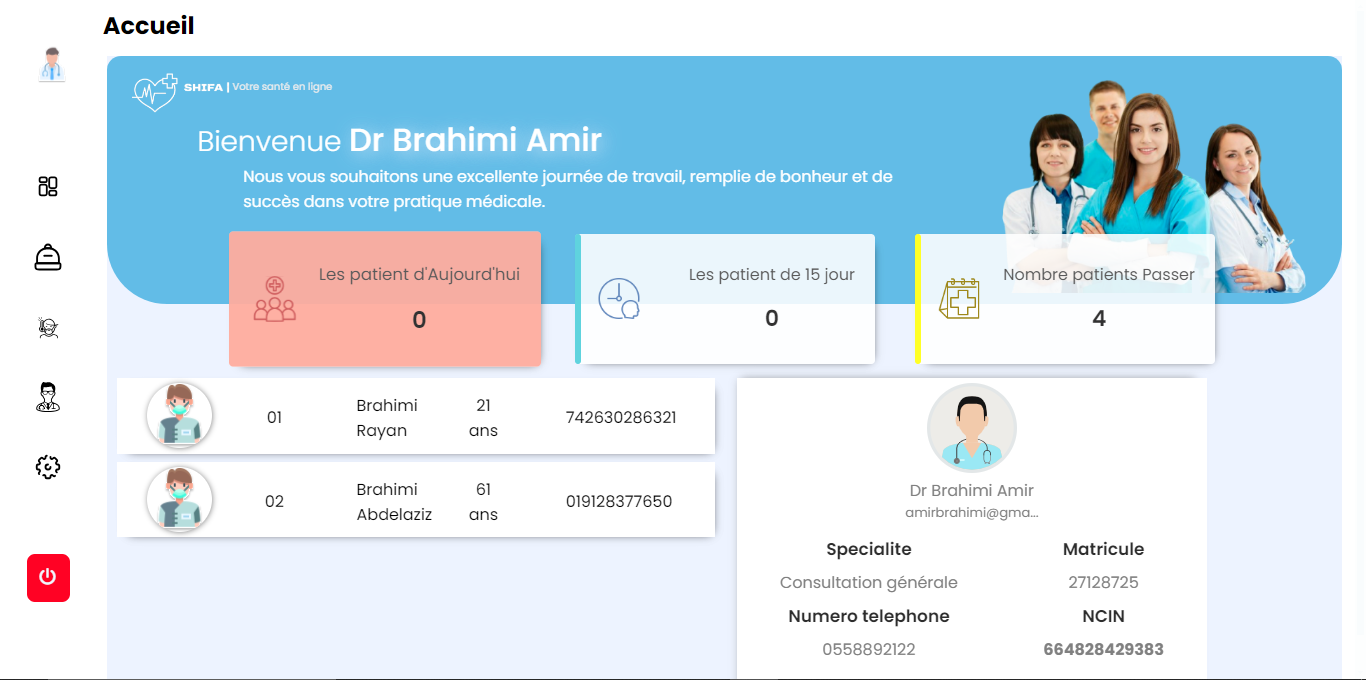 Accueil
SHIFA | Votre santé en ligne
Bienvenue Dr Brahimi Amir
Nous vous souhaitons une excellente journée de travail, remplie de bonheur et de
succès dans votre pratique médicale.
Les patient d'Aujourd'hui
0
Les patient de 15 jour
0
Nombre patients Passer
4
01
Brahimi
Rayan
21
ans
742630286321
02
Brahimi
Abdelaziz
61
ans
019128377650
Dr Brahimi Amir
amirbrahimi@gma...
Specialite
Matricule
Consultation générale
27128725
Numero telephone
NCIN
0558892122
664828429383